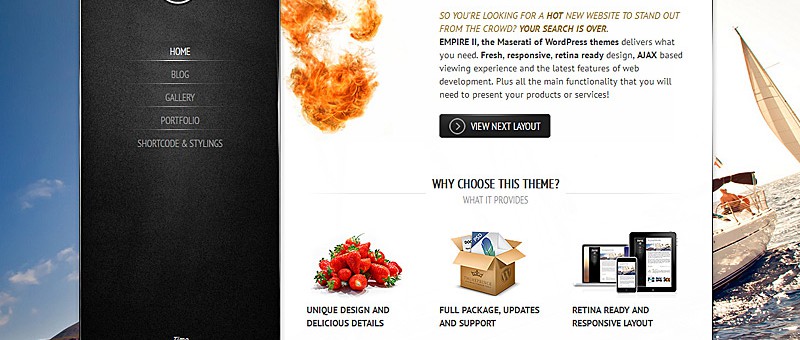 HOME
BLOG
GALLERY
PORTFOLIO
SHORTCODE & STYLINGS
Time
SO YOU'RE LOOKING FOR A HOT NEW WEBSITE TO STAND OUT
FROM THE CROWD? YOUR SEARCH IS OVER.
EMPIRE II, the Maserati of WordPress themes delivers what
you need. Fresh, responsive, retina ready design, AJAX based
viewing experience and the latest features of web
development. Plus all the main functionality that you will
need to present your products or services!
VIEW NEXT LAYOUT
WHY CHOOSE THIS THEME?
WHAT IT PROVIDES
UNIQUE DESIGN AND
DELICIOUS DETAILS
FULL PACKAGE, UPDATES
AND SUPPORT
RETINA READY AND
RESPONSIVE LAYOUT